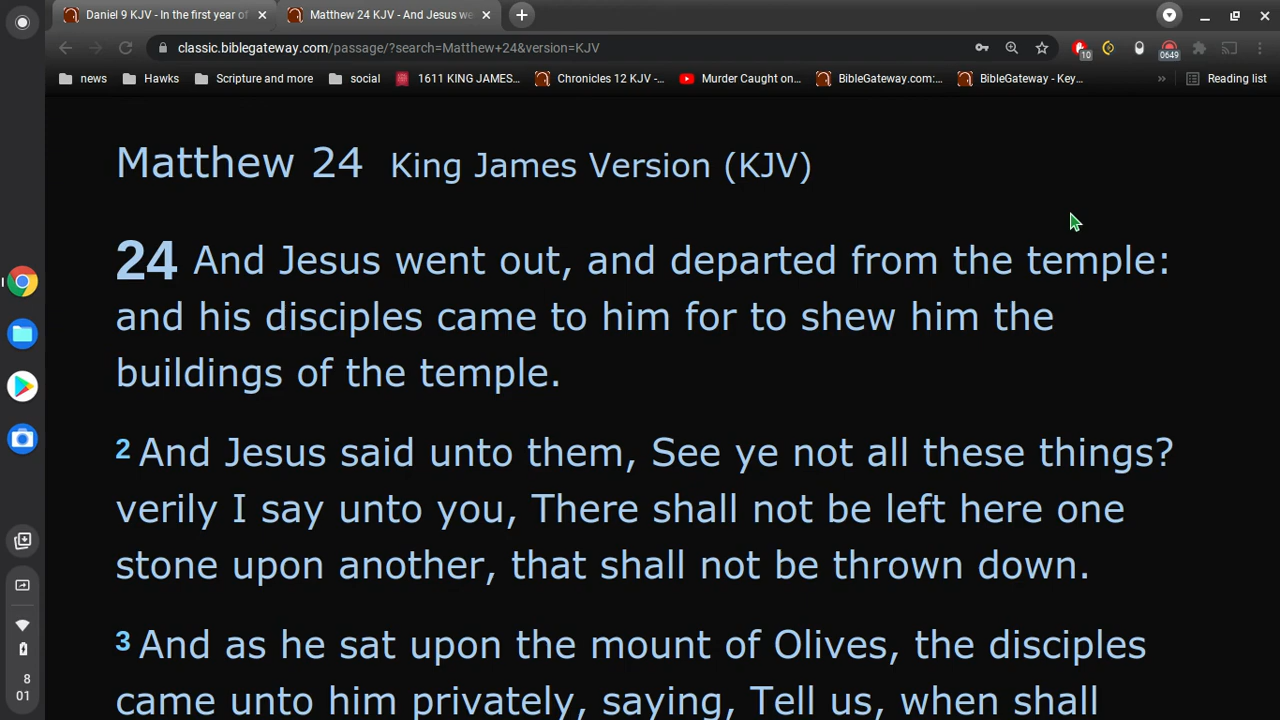 Daniel 9 KJV - In the first year of
Matthew 24 KJV - And Jesus we
classic.biblegateway.com/passage/?search=Matthew+24&version=KJV
10
0649
news
Hawks
Scripture and more
social
1611 KING JAMES...
Chronicles 12 KJV -...
Murder Caught on...
BibleGateway.com:...
BibleGateway - Key...
»
Reading list
Matthew 24 King James Version (KJV)
24 And Jesus went out, and departed from the temple:
and his disciples came to him for to shew him the
buildings of the temple.
2 And Jesus said unto them, See ye not all these things?
verily I say unto you, There shall not be left here one
stone upon another, that shall not be thrown down.
3 And as he sat upon the mount of Olives, the disciples
came unto him privately, saying, Tell us, when shall
8
01